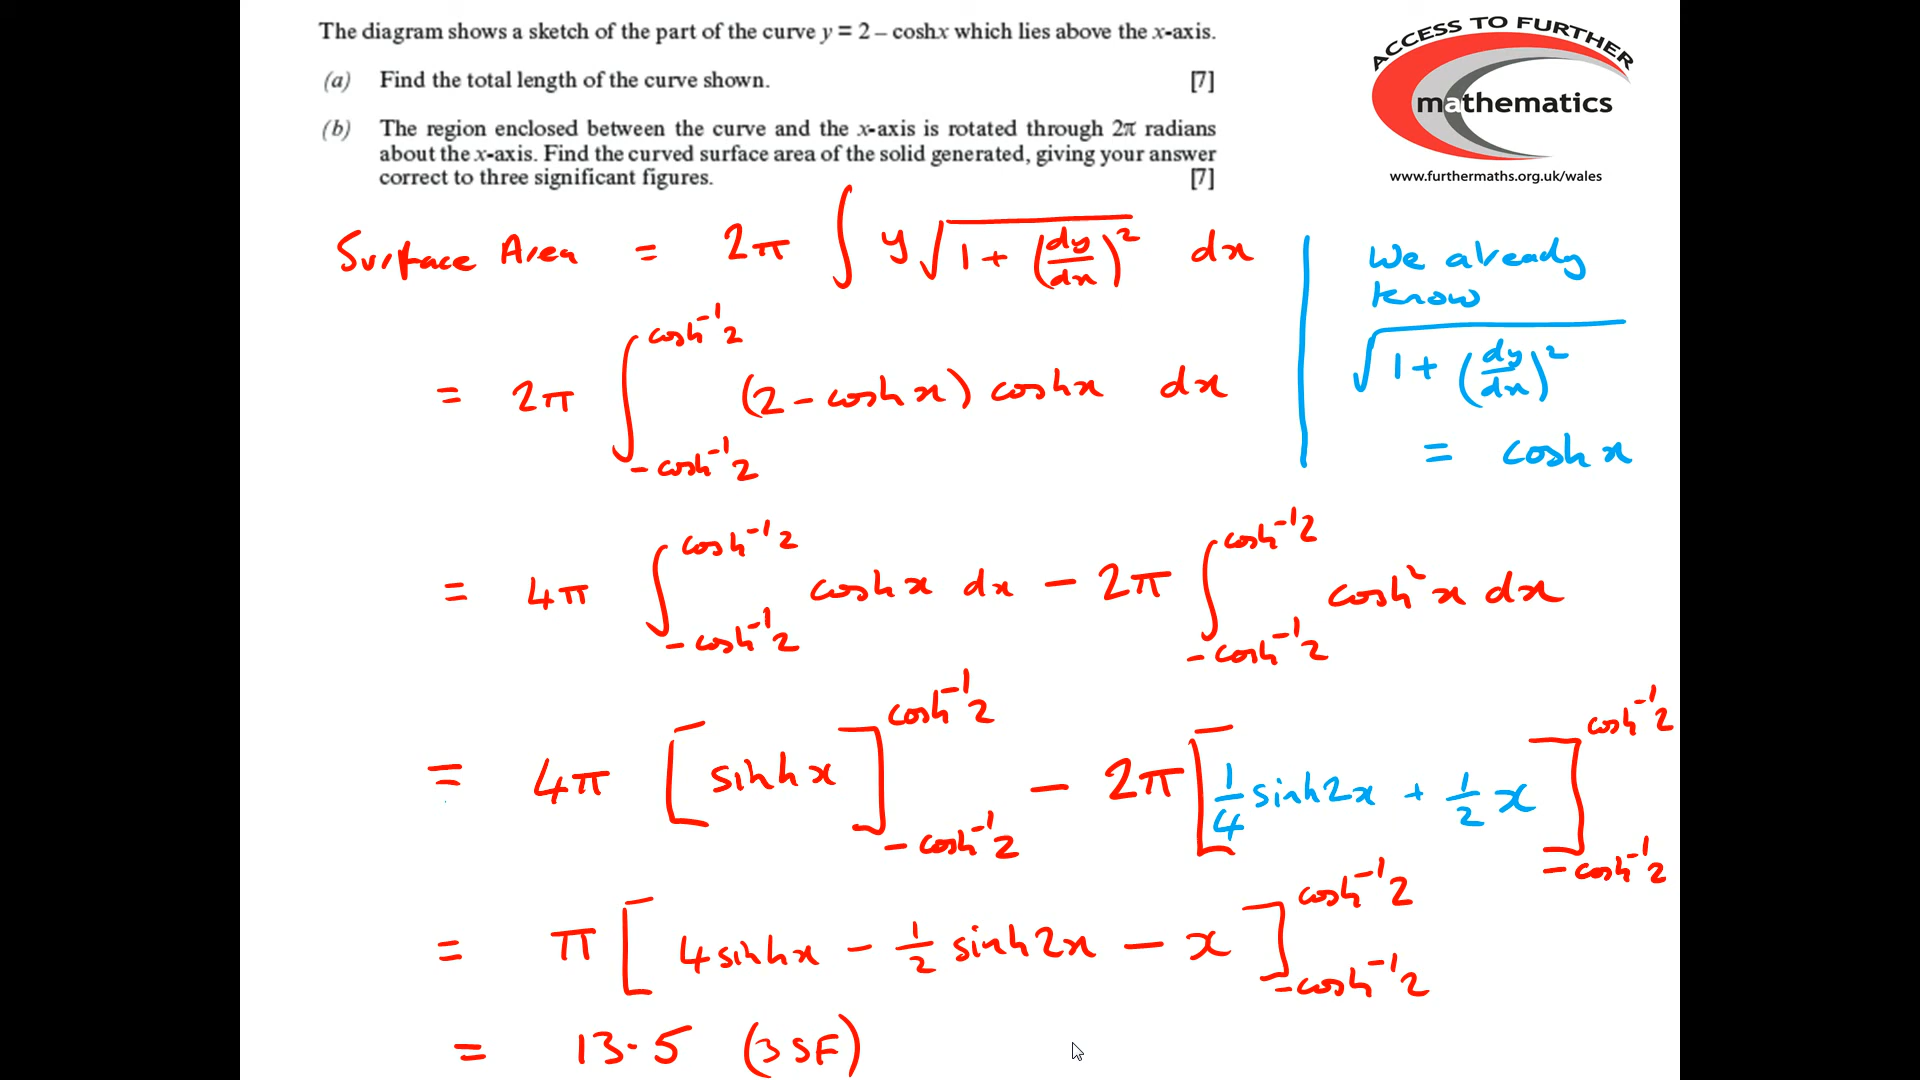 The diagram shows a sketch of the part of the curve y = 2 – coshx which lies above the x-axis.
(a) Find the total length of the curve shown. [7]
(b) The region enclosed between the curve and the x-axis is rotated through 2π radians
about the x-axis. Find the curved surface area of the solid generated, giving your answer
correct to three significant figures. [7]
ACCESS TO FURTHER
mathematics
www.furthermaths.org.uk/wales
Surface Area = 2π ∫ y √(1 + (dy/dx)²) dx
We already
know
√(1 + (dy/dx)²)
= cosh x
= 2π ∫_{-cosh⁻¹2}^{cosh⁻¹2} (2 - cosh x) cosh x dx
= 4π ∫_{-cosh⁻¹2}^{cosh⁻¹2} cosh x dx - 2π ∫_{-cosh⁻¹2}^{cosh⁻¹2} cosh² x dx
= 4π [sinh x]_{-cosh⁻¹2}^{cosh⁻¹2} - 2π [1/4 sinh 2x + 1/2 x]_{-cosh⁻¹2}^{cosh⁻¹2}
= π [4 sinh x - 1/2 sinh 2x - x]_{-cosh⁻¹2}^{cosh⁻¹2}
= 13.5 (3SF)